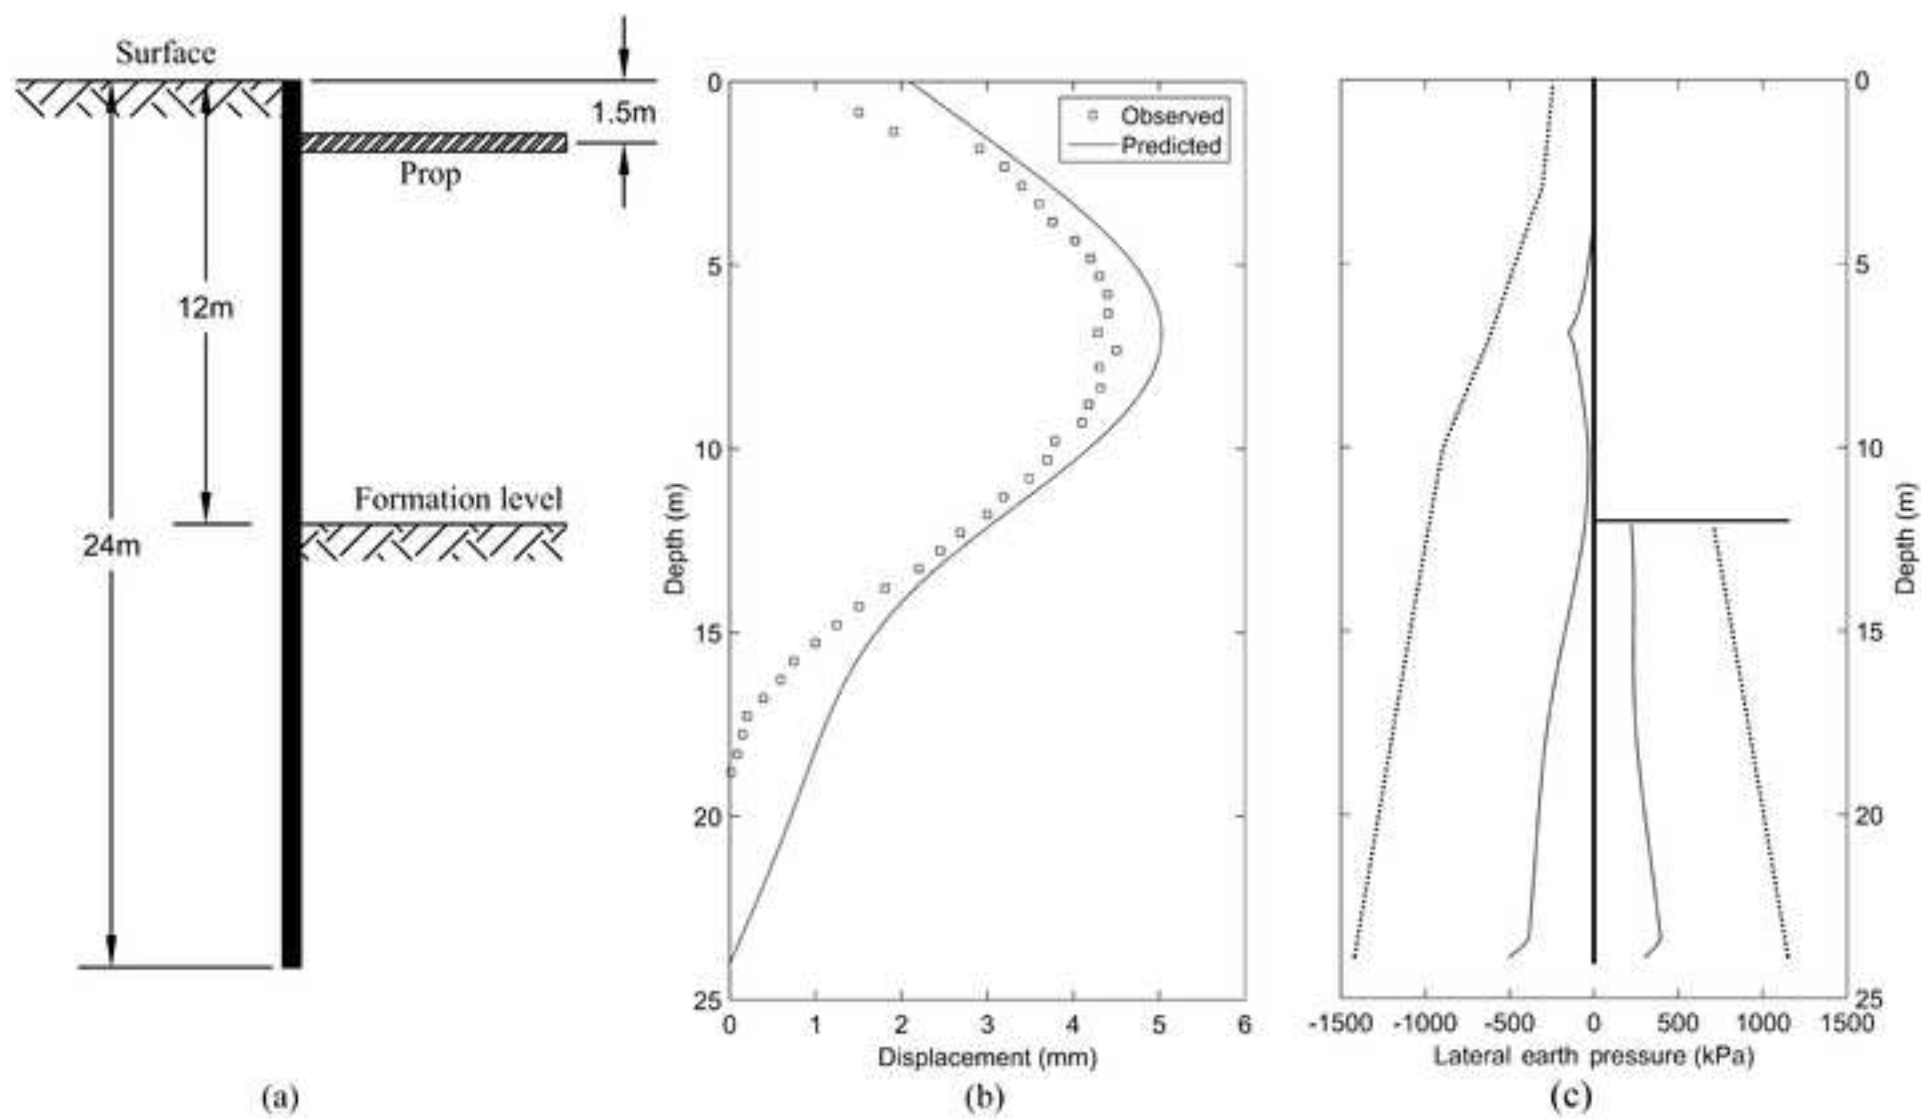 Surface
1.5m
Prop
12m
Formation level
24m
(a)
0
5
10
15
20
25
Depth (m)
Observed
Predicted
0 1 2 3 4 5 6
Displacement (mm)
(b)
0
5
10
15
20
25
Depth (m)
-1500 -1000 -500 0 500 1000 1500
Lateral earth pressure (kPa)
(c)